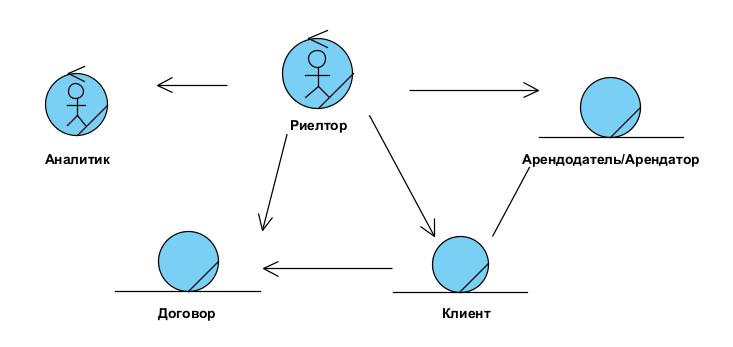 Риелтор
Аналитик
Арендодатель/Арендатор
Договор
Клиент